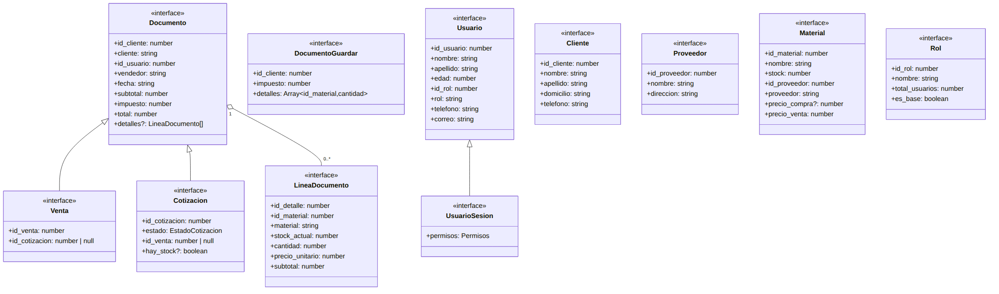 «interface»
Documento
+id_cliente: number
+cliente: string
+id_usuario: number
+vendedor: string
+fecha: string
+subtotal: number
+impuesto: number
+total: number
+detalles?: LineaDocumento[]
«interface»
DocumentoGuardar
+id_cliente: number
+impuesto: number
+detalles: Array<id_material,cantidad>
«interface»
Usuario
+id_usuario: number
+nombre: string
+apellido: string
+edad: number
+id_rol: number
+rol: string
+telefono: string
+correo: string
«interface»
Cliente
+id_cliente: number
+nombre: string
+apellido: string
+domicilio: string
+telefono: string
«interface»
Proveedor
+id_proveedor: number
+nombre: string
+direccion: string
«interface»
Material
+id_material: number
+nombre: string
+stock: number
+id_proveedor: number
+proveedor: string
+precio_compra?: number
+precio_venta: number
«interface»
Rol
+id_rol: number
+nombre: string
+total_usuarios: number
+es_base: boolean
1
0..*
«interface»
Venta
+id_venta: number
+id_cotizacion: number | null
«interface»
Cotizacion
+id_cotizacion: number
+estado: EstadoCotizacion
+id_venta: number | null
+hay_stock?: boolean
«interface»
LineaDocumento
+id_detalle: number
+id_material: number
+material: string
+stock_actual: number
+cantidad: number
+precio_unitario: number
+subtotal: number
«interface»
UsuarioSesion
+permisos: Permisos